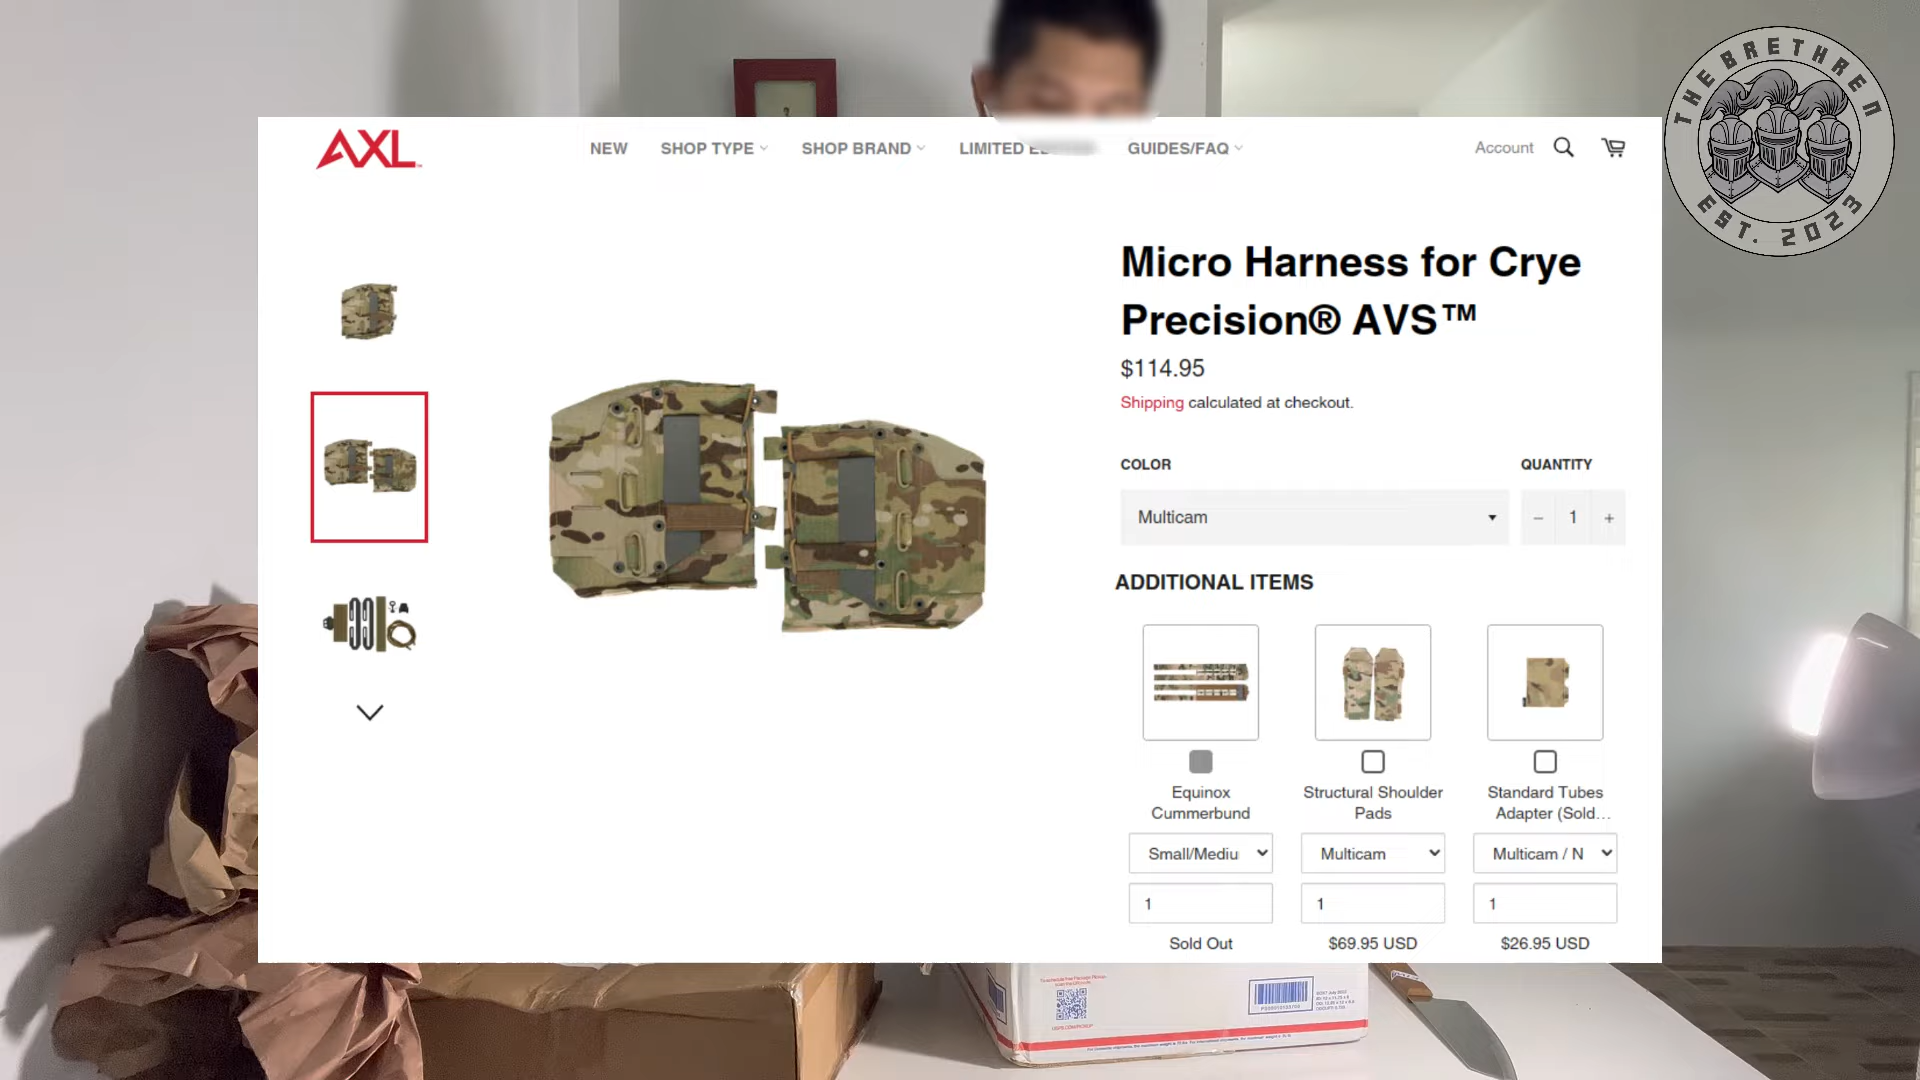 AXL
NEW
SHOP TYPE
SHOP BRAND
LIMITED
GUIDES/FAQ
Account
THE BRETHREN
EST. 2023
Micro Harness for Crye
Precision® AVS™
$114.95
Shipping calculated at checkout.
COLOR
QUANTITY
Multicam
− 1 +
ADDITIONAL ITEMS
Equinox
Cummerbund
Structural Shoulder
Pads
Standard Tubes
Adapter (Sold…
Small/Mediu
Multicam
Multicam / N
1
1
1
Sold Out
$69.95 USD
$26.95 USD